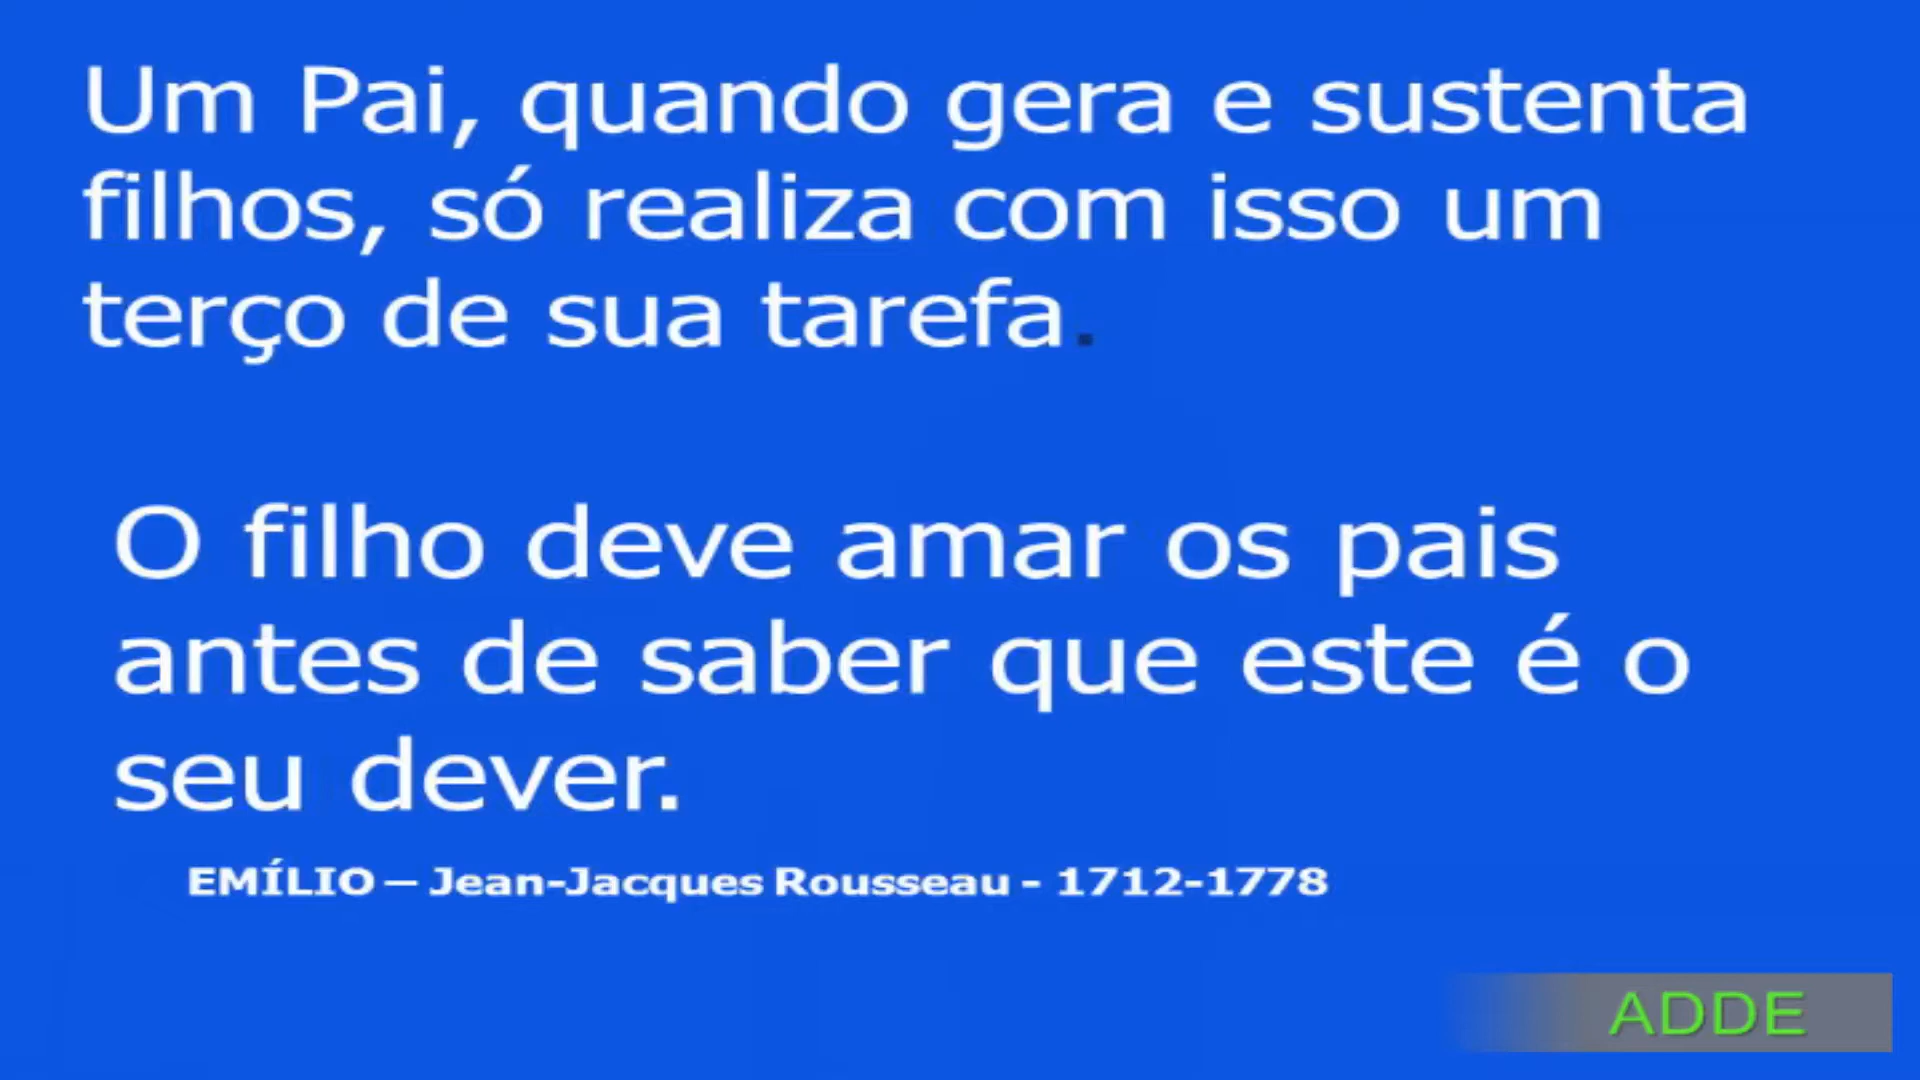 Um Pai, quando gera e sustenta
filhos, só realiza com isso um
terço de sua tarefa.
O filho deve amar os pais
antes de saber que este é o
seu dever.
EMÍLIO – Jean-Jacques Rousseau - 1712-1778
ADDE